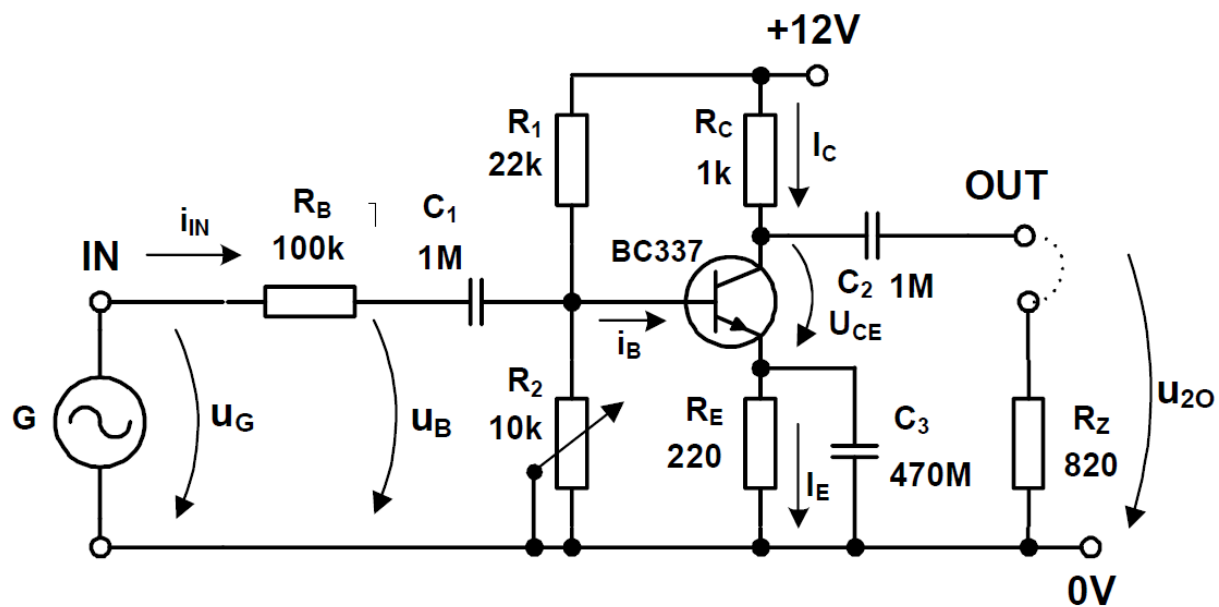 +12V
R1
22k
RC
1k
IC
OUT
IN
iIN
RB
100k
C1
1M
BC337
C2 1M
UCE
iB
G
uG
uB
R2
10k
RE
220
IE
C3
470M
RZ
820
u2O
0V